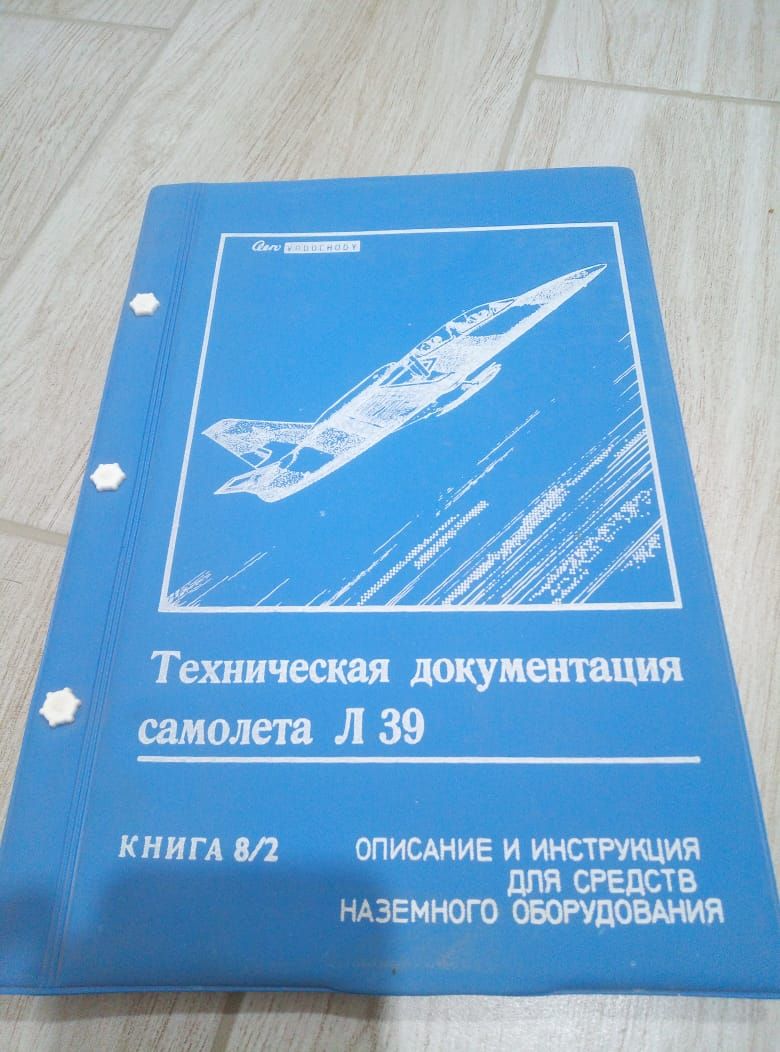 Aero VODOCHODY
Техническая документация
самолета Л 39
КНИГА 8/2
ОПИСАНИЕ И ИНСТРУКЦИЯ
ДЛЯ СРЕДСТВ
НАЗЕМНОГО ОБОРУДОВАНИЯ